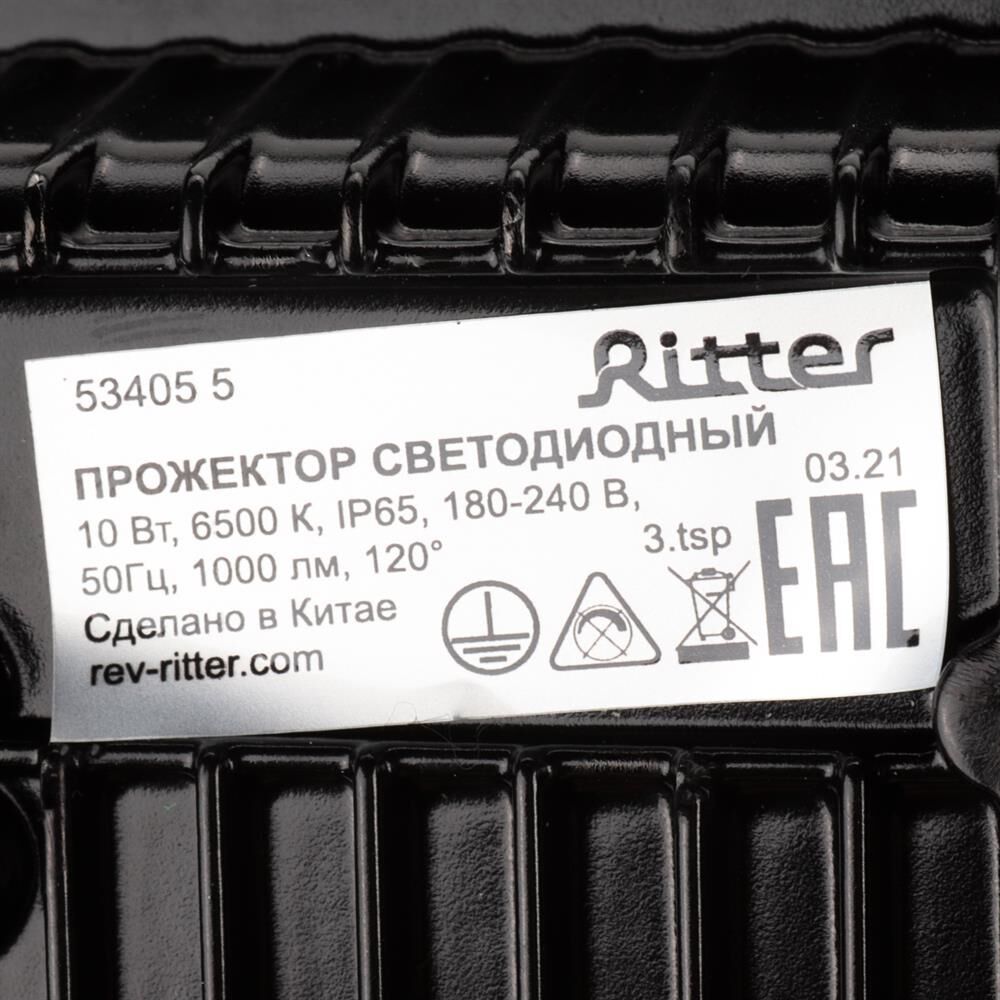 53405 5
Ritter
ПРОЖЕКТОР СВЕТОДИОДНЫЙ
10 Вт, 6500 К, IP65, 180-240 В,
03.21
50Гц, 1000 лм, 120°
3.tsp
EAC
Сделано в Китае
rev-ritter.com